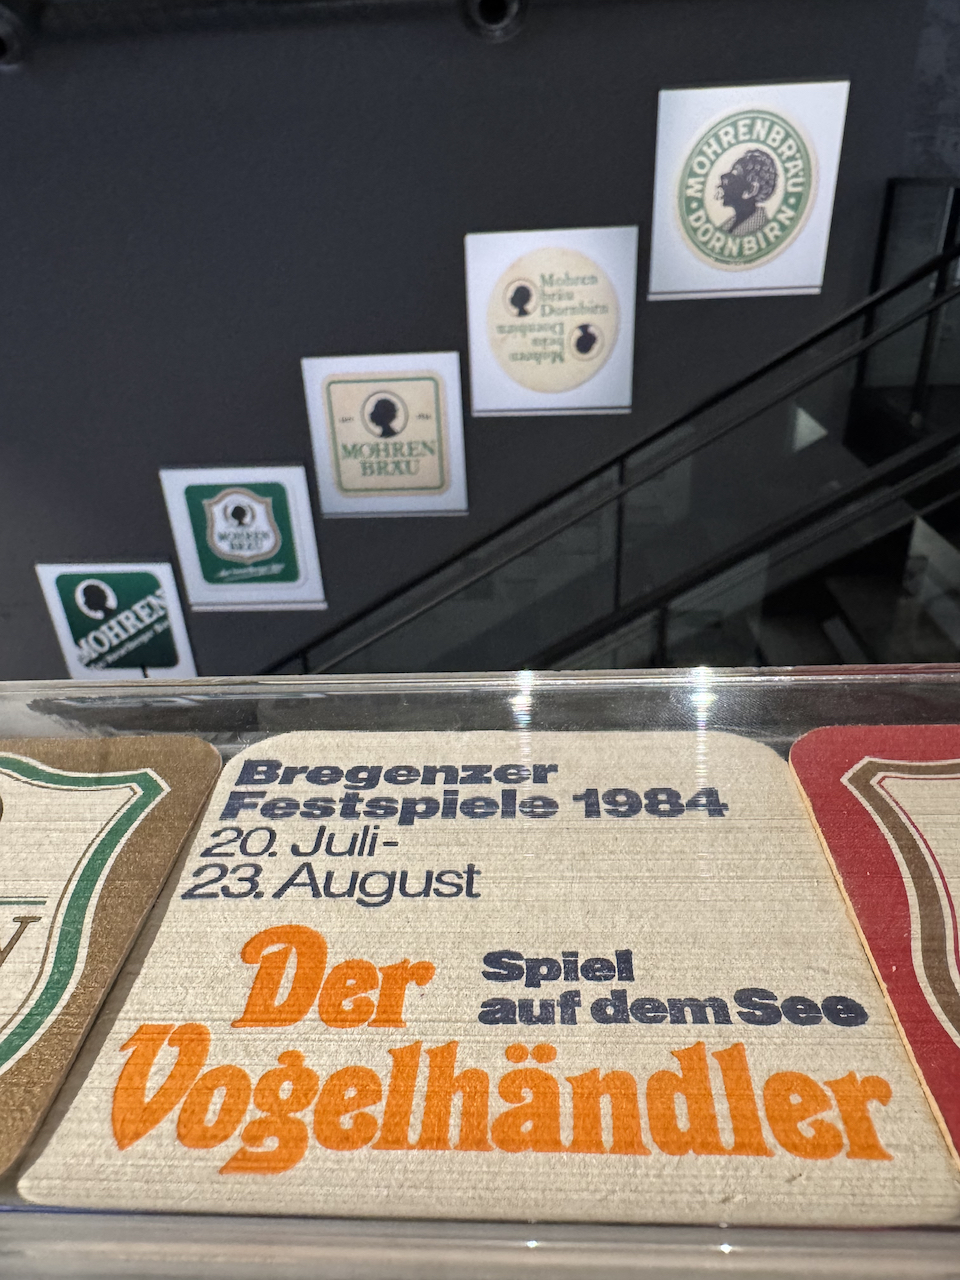 MOHRENBRÄU
DORNBIRN
Mohren
bräu
Dornbirn
Mohren
bräu
Dornbirn
MOHREN
BRÄU
MOHREN
BRÄU
MOHREN
Bregenzer
Festspiele 1984
20. Juli-
23. August
Der
Spiel
auf dem See
Vogelhändler